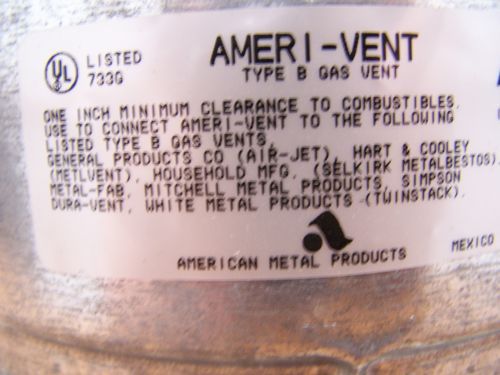 UL
LISTED
733G
AMERI-VENT
TYPE B GAS VENT
ONE INCH MINIMUM CLEARANCE TO COMBUSTIBLES.
USE TO CONNECT AMERI-VENT TO THE FOLLOWING
LISTED TYPE B GAS VENTS.
GENERAL PRODUCTS CO (AIR-JET), HART & COOLEY
(METLVENT), HOUSEHOLD MFG. (SELKIRK METALBESTOS).
METAL-FAB, MITCHELL METAL PRODUCTS, SIMPSON
DURA-VENT, WHITE METAL PRODUCTS (TWINSTACK).
AMERICAN METAL PRODUCTS
MEXICO